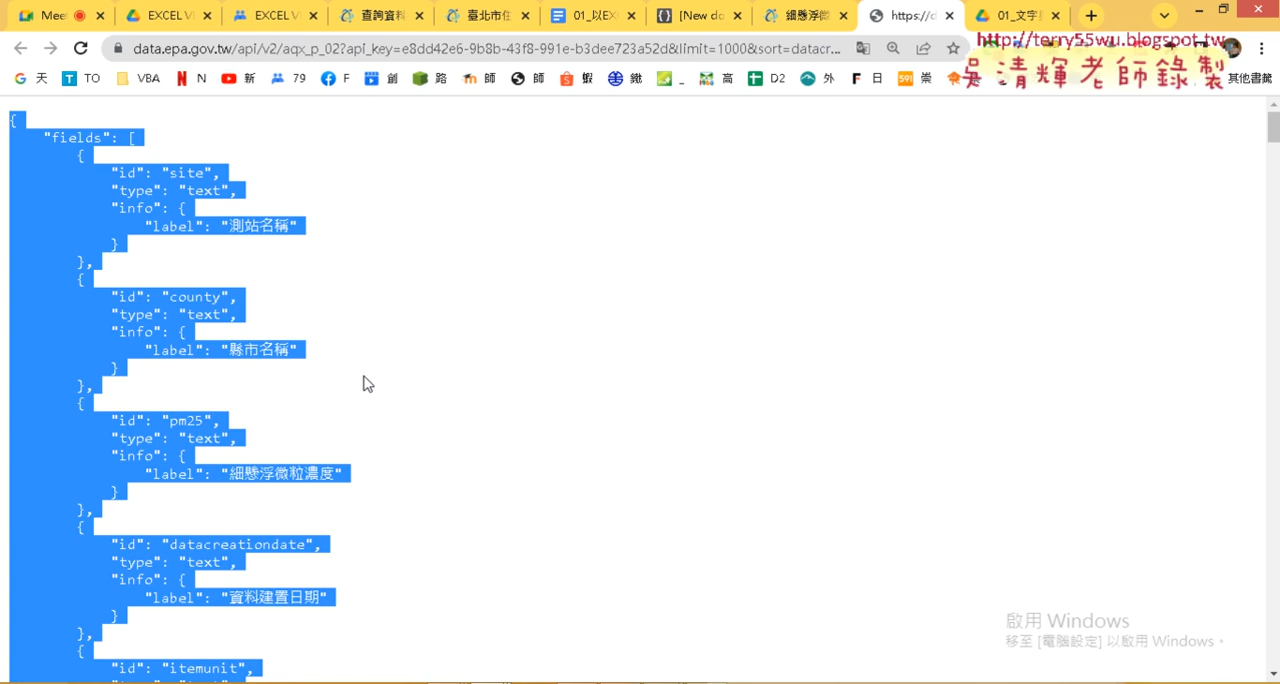 Meet
EXCEL V
EXCEL V
查詢資料
臺北市住
01_以EX
[New do
細懸浮微
https://d
01_文字
data.epa.gov.tw/api/v2/aqx_p_02?api_key=e8dd42e6-9b8b-43f8-991e-b3dee723a52d&limit=1000&sort=datacr...
http://terry55wu.blogspot.tw
吳清輝老師錄製
天 TO VBA N 新 79 F 創 路 師 師 蝦 鐵 _ 高 D2 外 日 崇 其他書籤
{
"fields": [
{
"id": "site",
"type": "text",
"info": {
"label": "測站名稱"
}
},
{
"id": "county",
"type": "text",
"info": {
"label": "縣市名稱"
}
},
{
"id": "pm25",
"type": "text",
"info": {
"label": "細懸浮微粒濃度"
}
},
{
"id": "datacreationdate",
"type": "text",
"info": {
"label": "資料建置日期"
}
},
{
"id": "itemunit",
啟用 Windows
移至 [電腦設定] 以啟用 Windows。